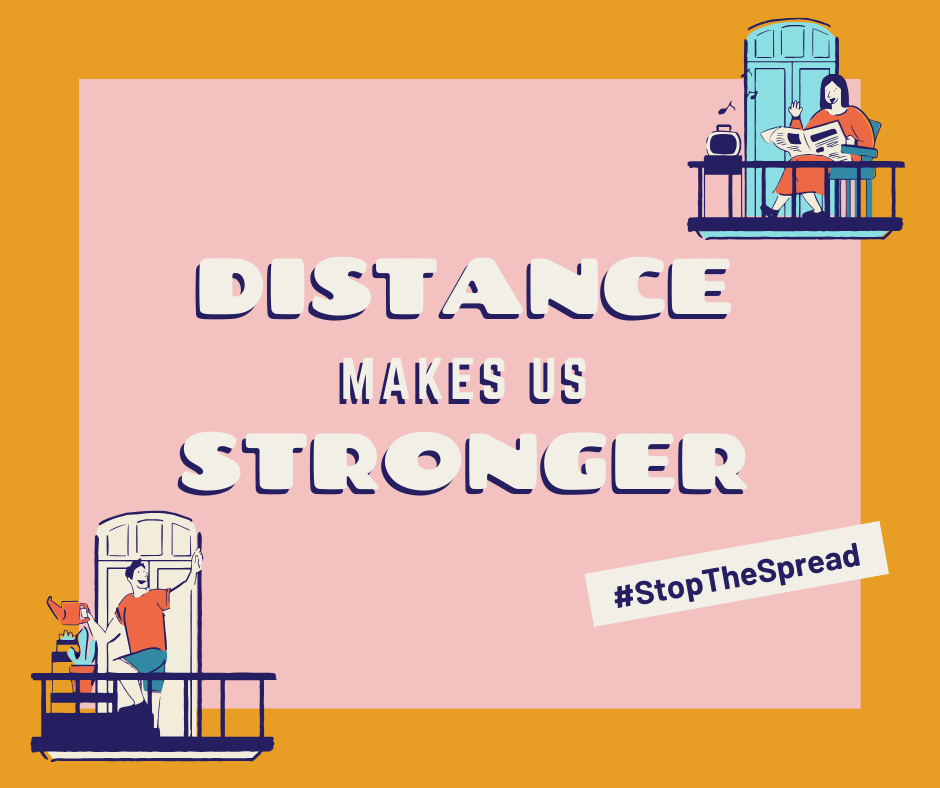 DISTANCE
MAKES US
STRONGER
#StopTheSpread